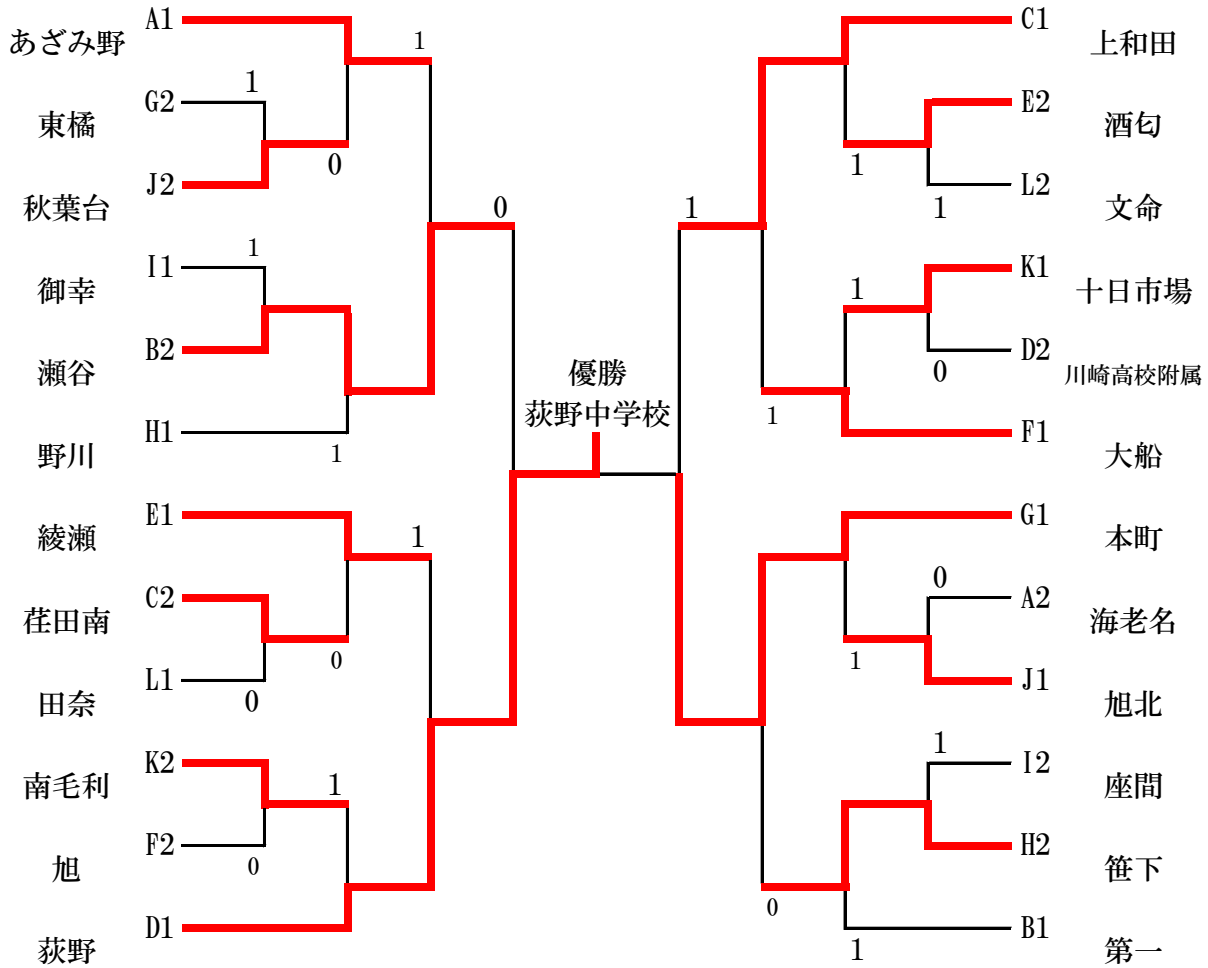 A1
1
あざみ野
1
G2
東橘
0
J2
秋葉台
0
1
I1
御幸
B2
瀬谷
H1
野川
1
E1
1
綾瀬
C2
荏田南
0
L1
田奈
0
K2
1
南毛利
F2
旭
0
D1
荻野
優勝
荻野中学校
C1
上和田
E2
酒匂
1
L2
文命
1
1
K1
十日市場
1
D2
川崎高校附属
0
F1
大船
1
G1
本町
0
A2
海老名
1
J1
旭北
1
I2
座間
H2
笹下
0
B1
第一
1